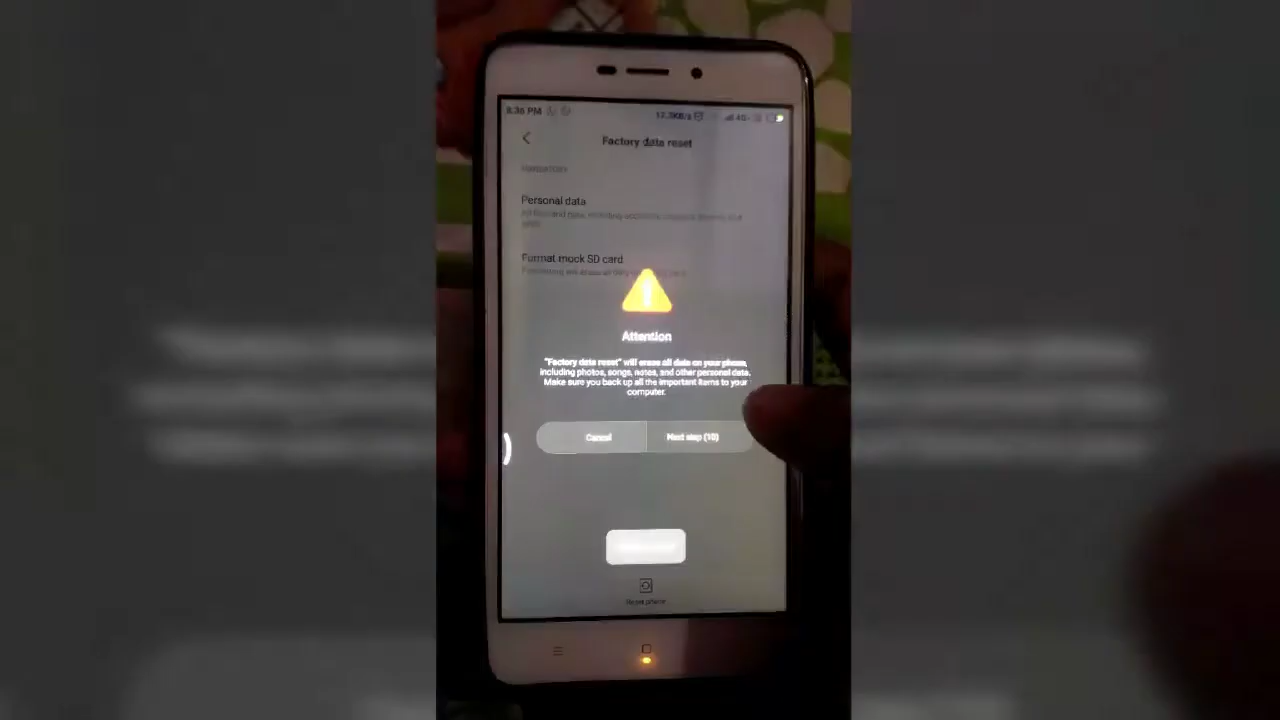 8:36 PM
Factory data reset
Personal data
Format mock SD card
Attention
"Factory data reset" will erase all data on your phone,
including photos, songs, notes, and other personal data.
Make sure you back up all the important items to your
computer.
Cancel
Next step (10)
Reset phone